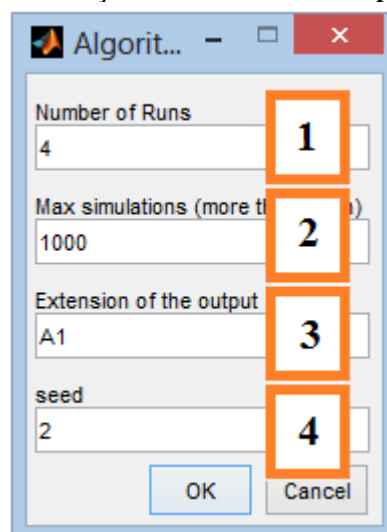 Algorit...
Number of Runs
4
1
Max simulations (more t
)
1000
2
Extension of the output
A1
3
seed
2
4
OK
Cancel